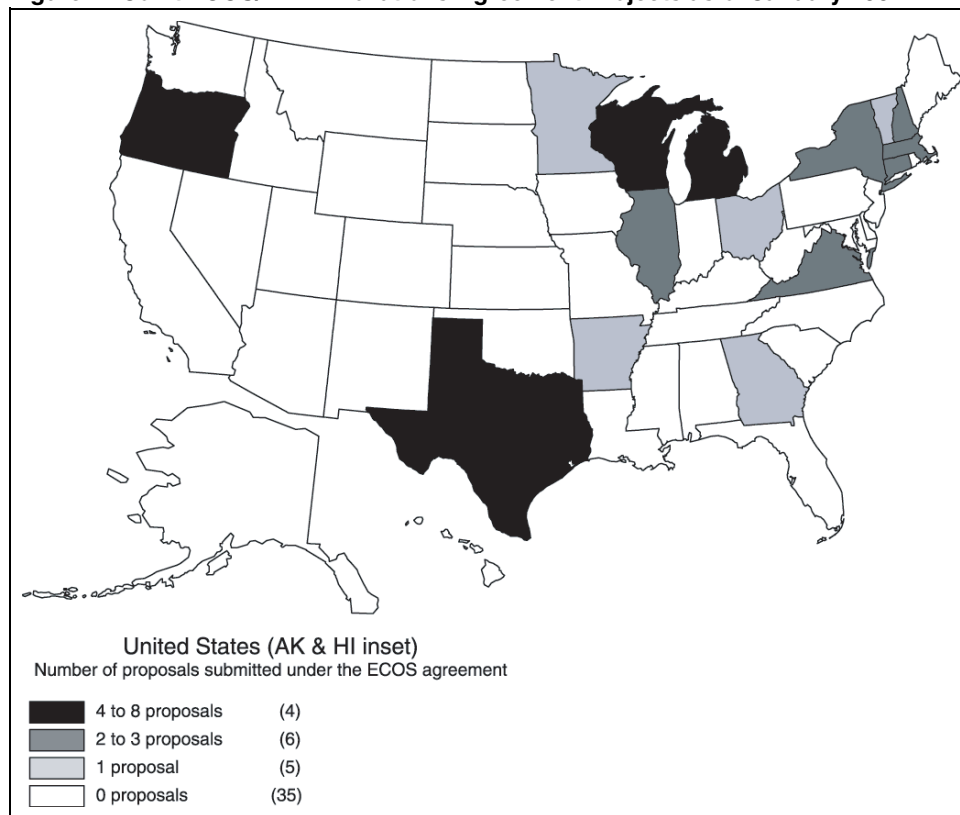 United States (AK & HI inset)
Number of proposals submitted under the ECOS agreement
4 to 8 proposals (4)
2 to 3 proposals (6)
1 proposal (5)
0 proposals (35)